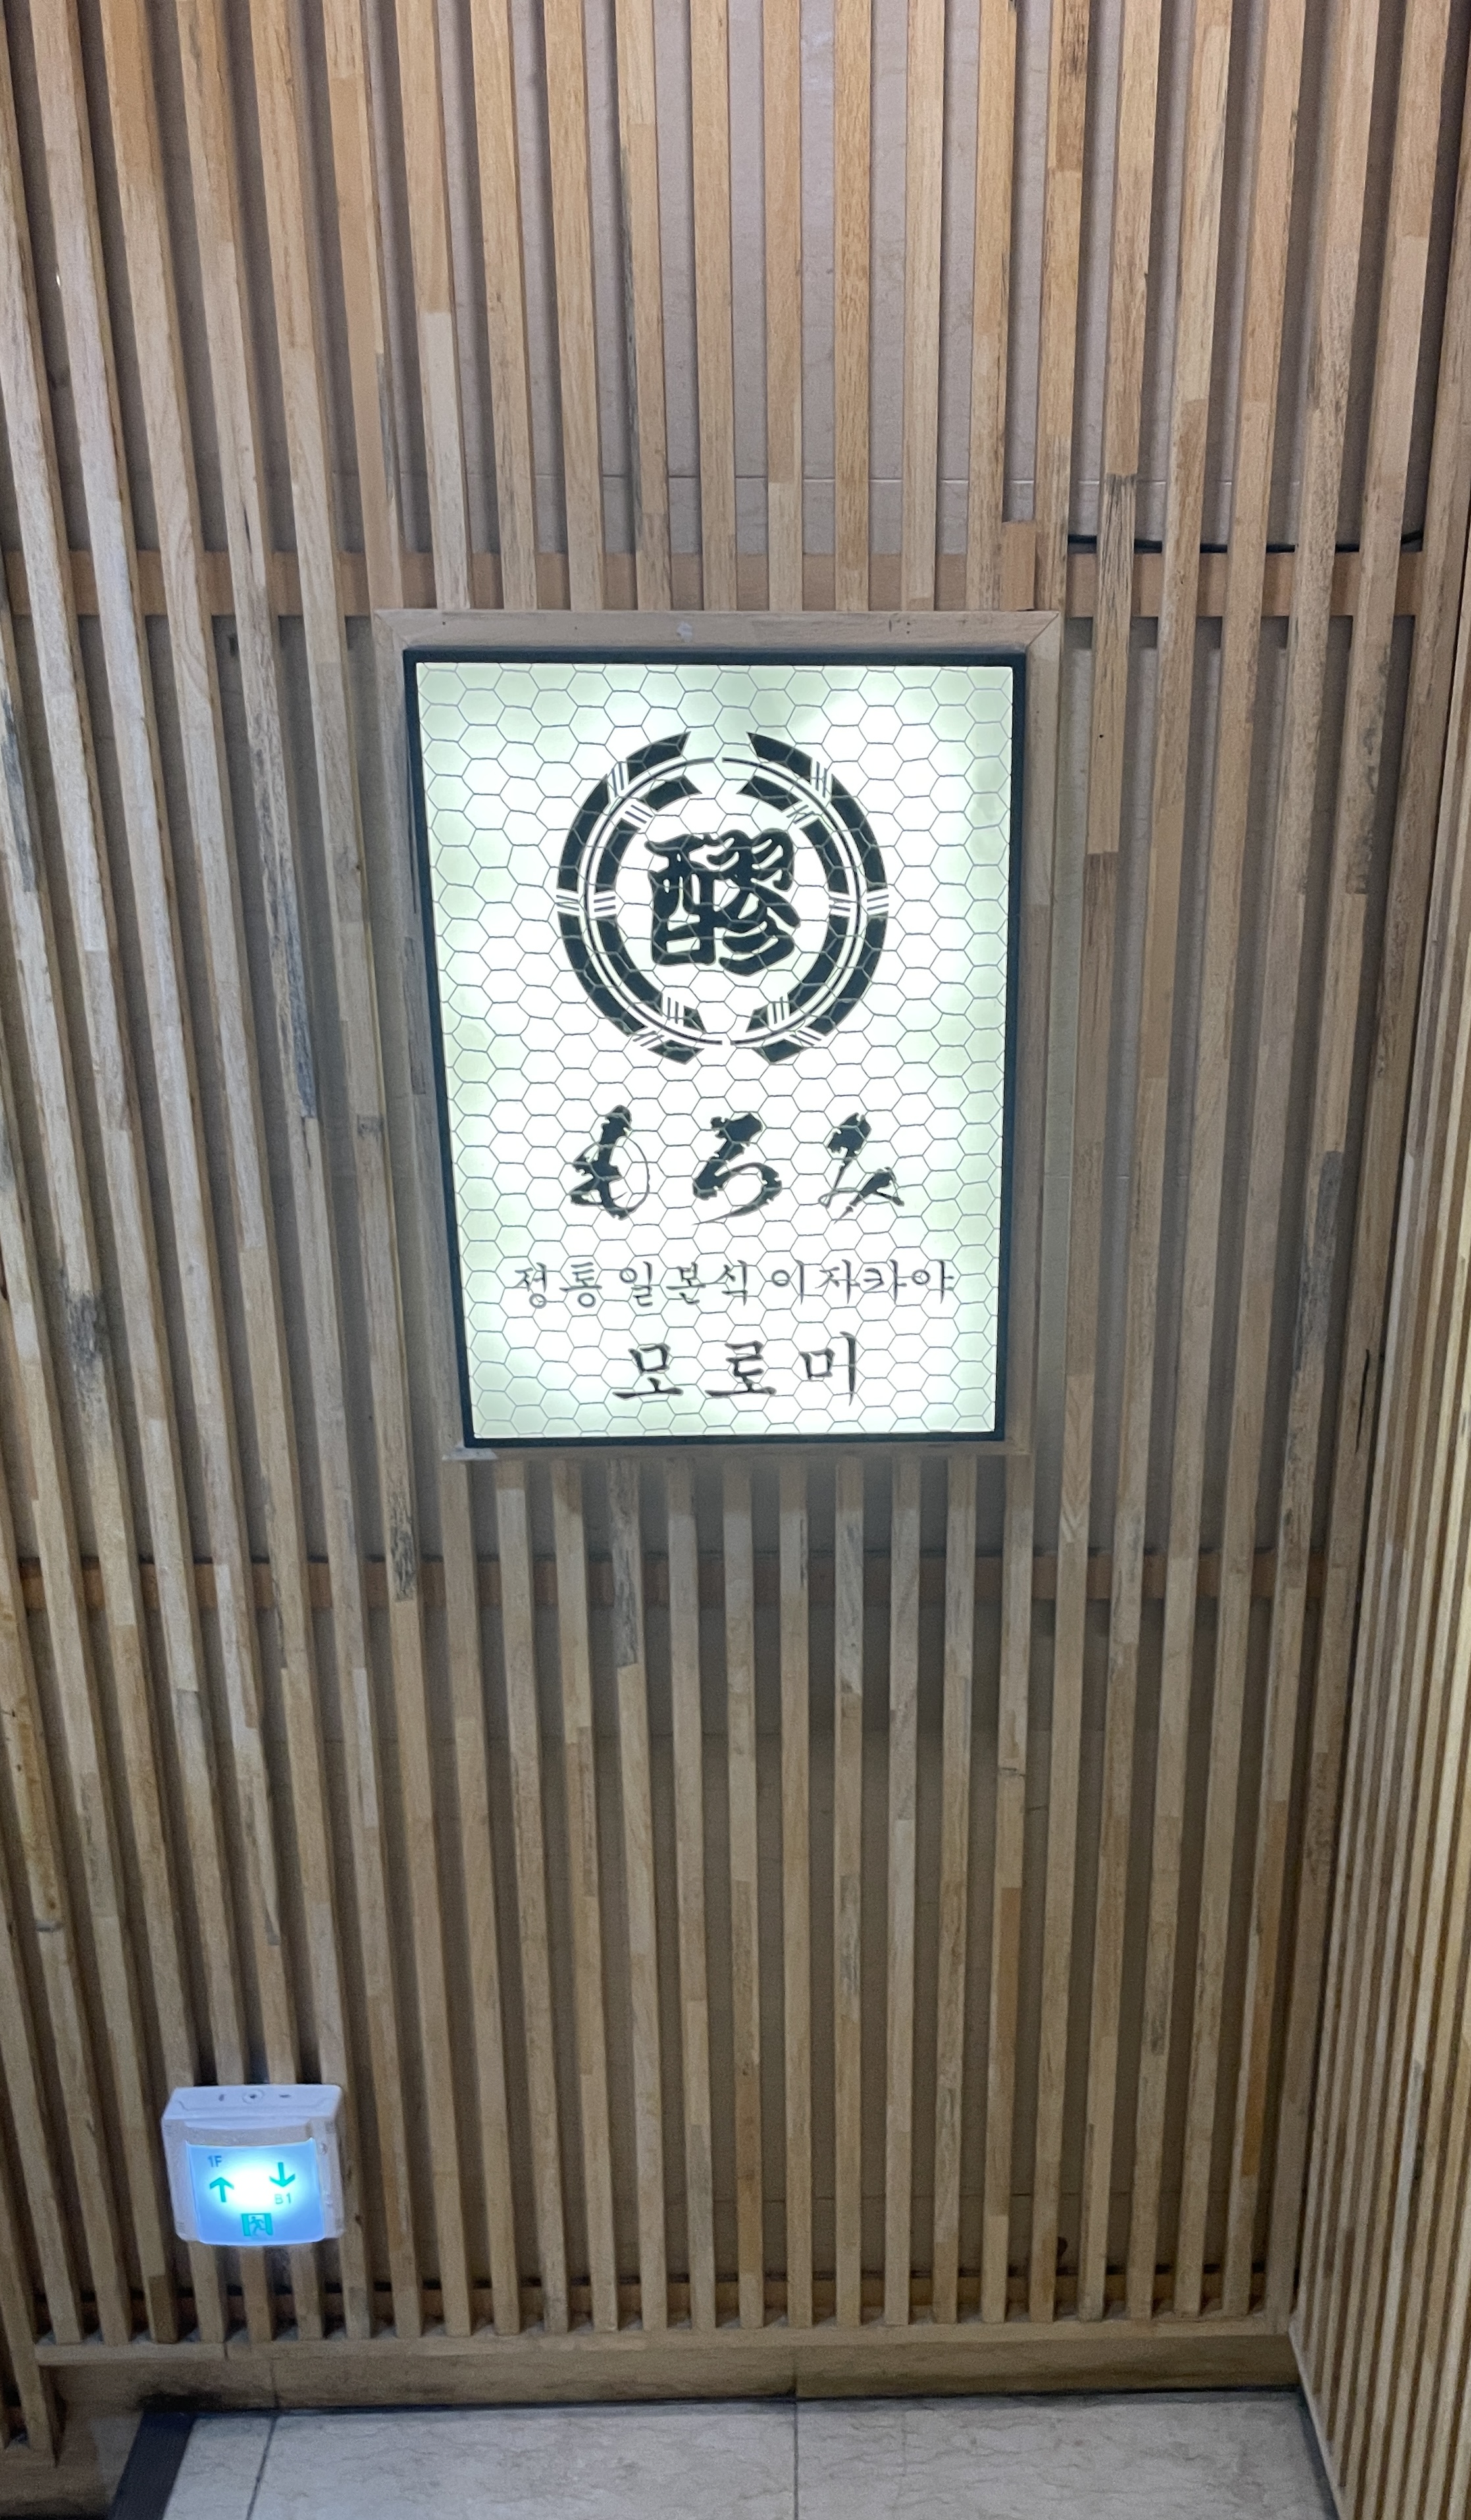 醪
もろみ
정통 일본식 이자카야
모로미
1F
B1